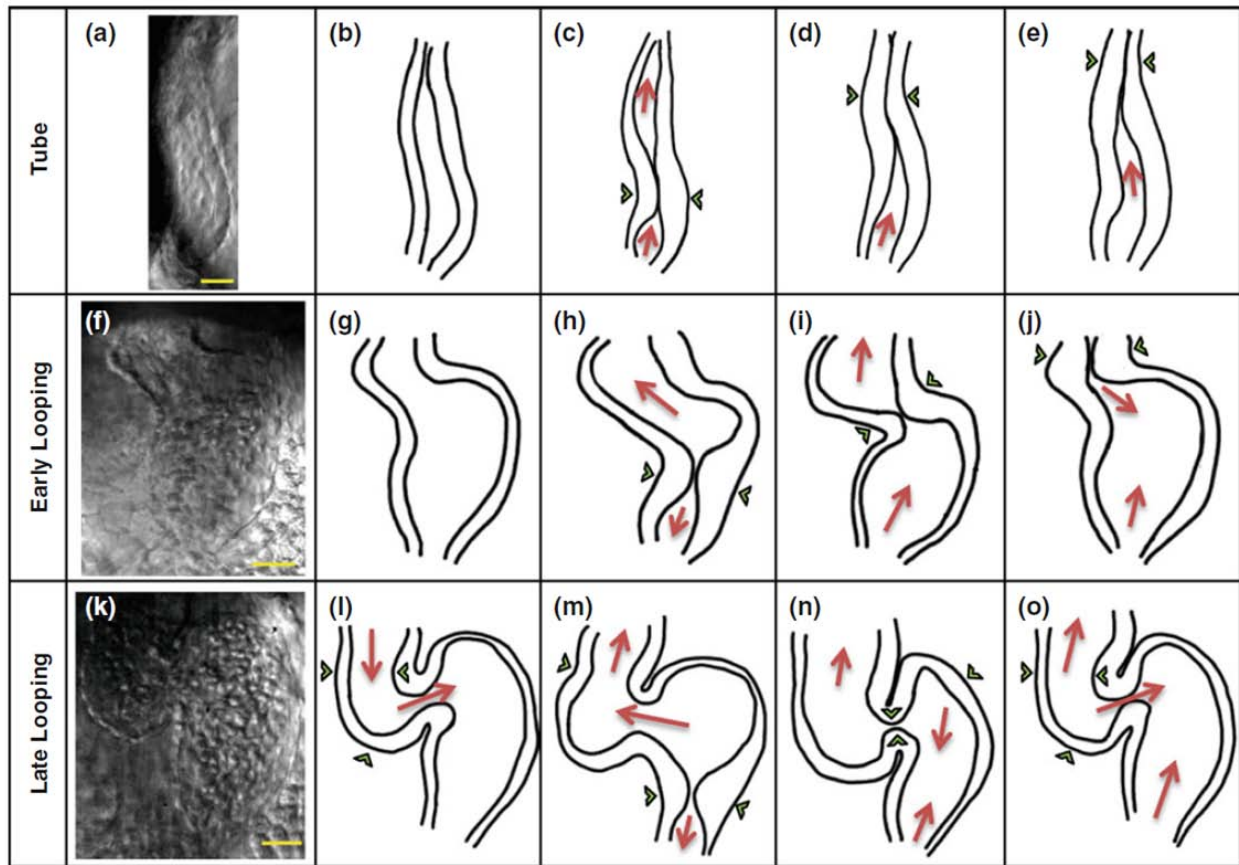 Tube
(a)
(b)
(c)
(d)
(e)
Early Looping
(f)
(g)
(h)
(i)
(j)
Late Looping
(k)
(l)
(m)
(n)
(o)